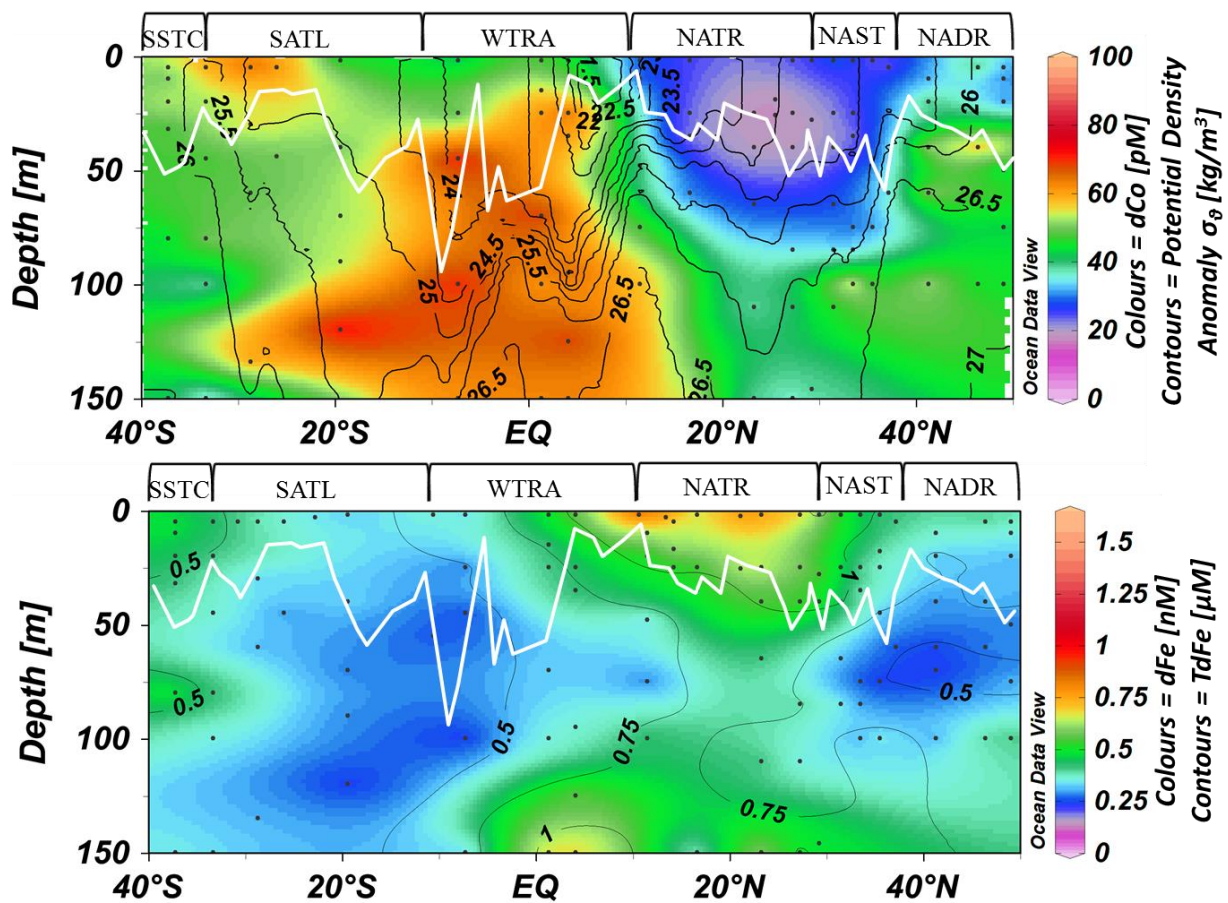 SSTC SATL WTRA NATR NAST NADR
0
50
100
150
Depth [m]
40°S 20°S EQ 20°N 40°N
26 25.5 24 25 24.5 25.5 26.5 22 22.5 1.5 23.5 26.5 26.5 26 26.5 27
Ocean Data View
100
80
60
40
20
0
Colours = dCo [pM]
Contours = Potential Density
Anomaly σϑ [kg/m³]
SSTC SATL WTRA NATR NAST NADR
0
50
100
150
Depth [m]
40°S 20°S EQ 20°N 40°N
0.5 0.5 0.5 0.75 1 0.75 1 0.5
Ocean Data View
1.5
1.25
1
0.75
0.5
0.25
0
Colours = dFe [nM]
Contours = TdFe [µM]